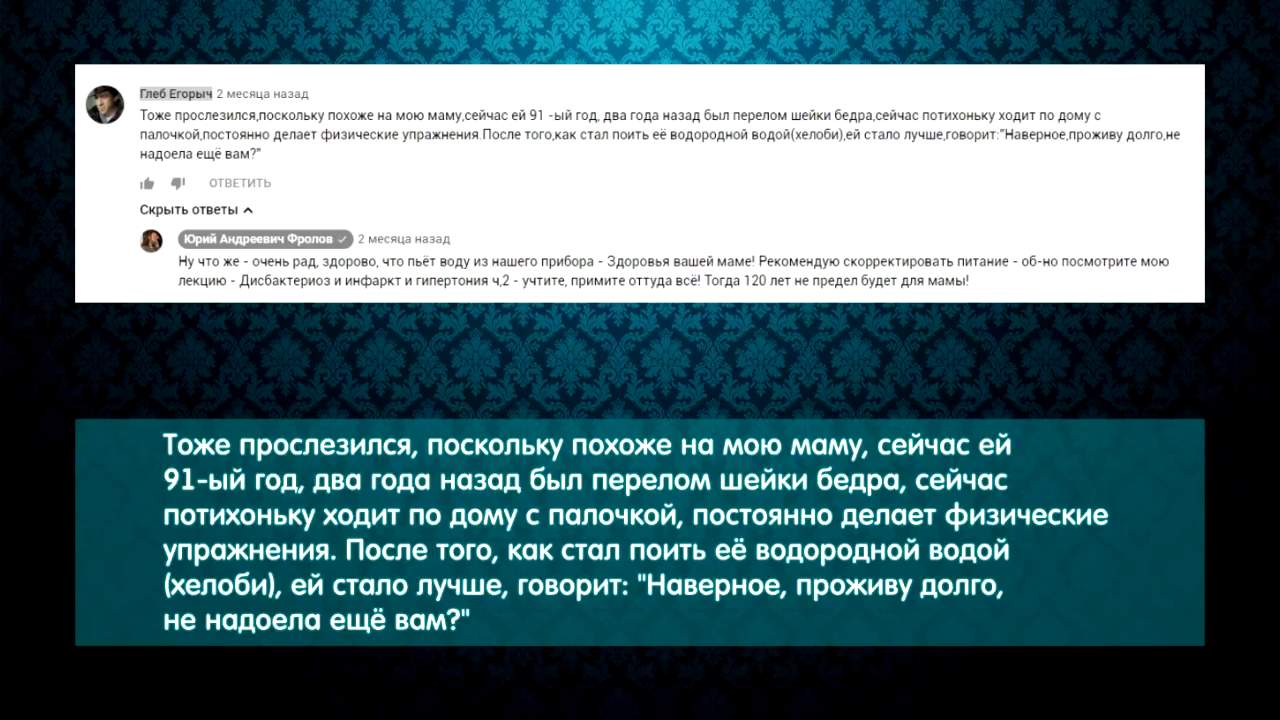 Глеб Егорыч 2 месяца назад
Тоже прослезился,поскольку похоже на мою маму,сейчас ей 91 -ый год, два года назад был перелом шейки бедра,сейчас потихоньку ходит по дому с
палочкой,постоянно делает физические упражнения.После того,как стал поить её водородной водой(хелоби),ей стало лучше,говорит:"Наверное,проживу долго,не
надоела ещё вам?"
ОТВЕТИТЬ
Скрыть ответы
Юрий Андреевич Фролов 2 месяца назад
Ну что же - очень рад, здорово, что пьёт воду из нашего прибора - Здоровья вашей маме! Рекомендую скорректировать питание - об-но посмотрите мою
лекцию - Дисбактериоз и инфаркт и гипертония ч,2 - учтите, примите оттуда всё! Тогда 120 лет не предел будет для мамы!
Тоже прослезился, поскольку похоже на мою маму, сейчас ей
91-ый год, два года назад был перелом шейки бедра, сейчас
потихоньку ходит по дому с палочкой, постоянно делает физические
упражнения. После того, как стал поить её водородной водой
(хелоби), ей стало лучше, говорит: "Наверное, проживу долго,
не надоела ещё вам?"